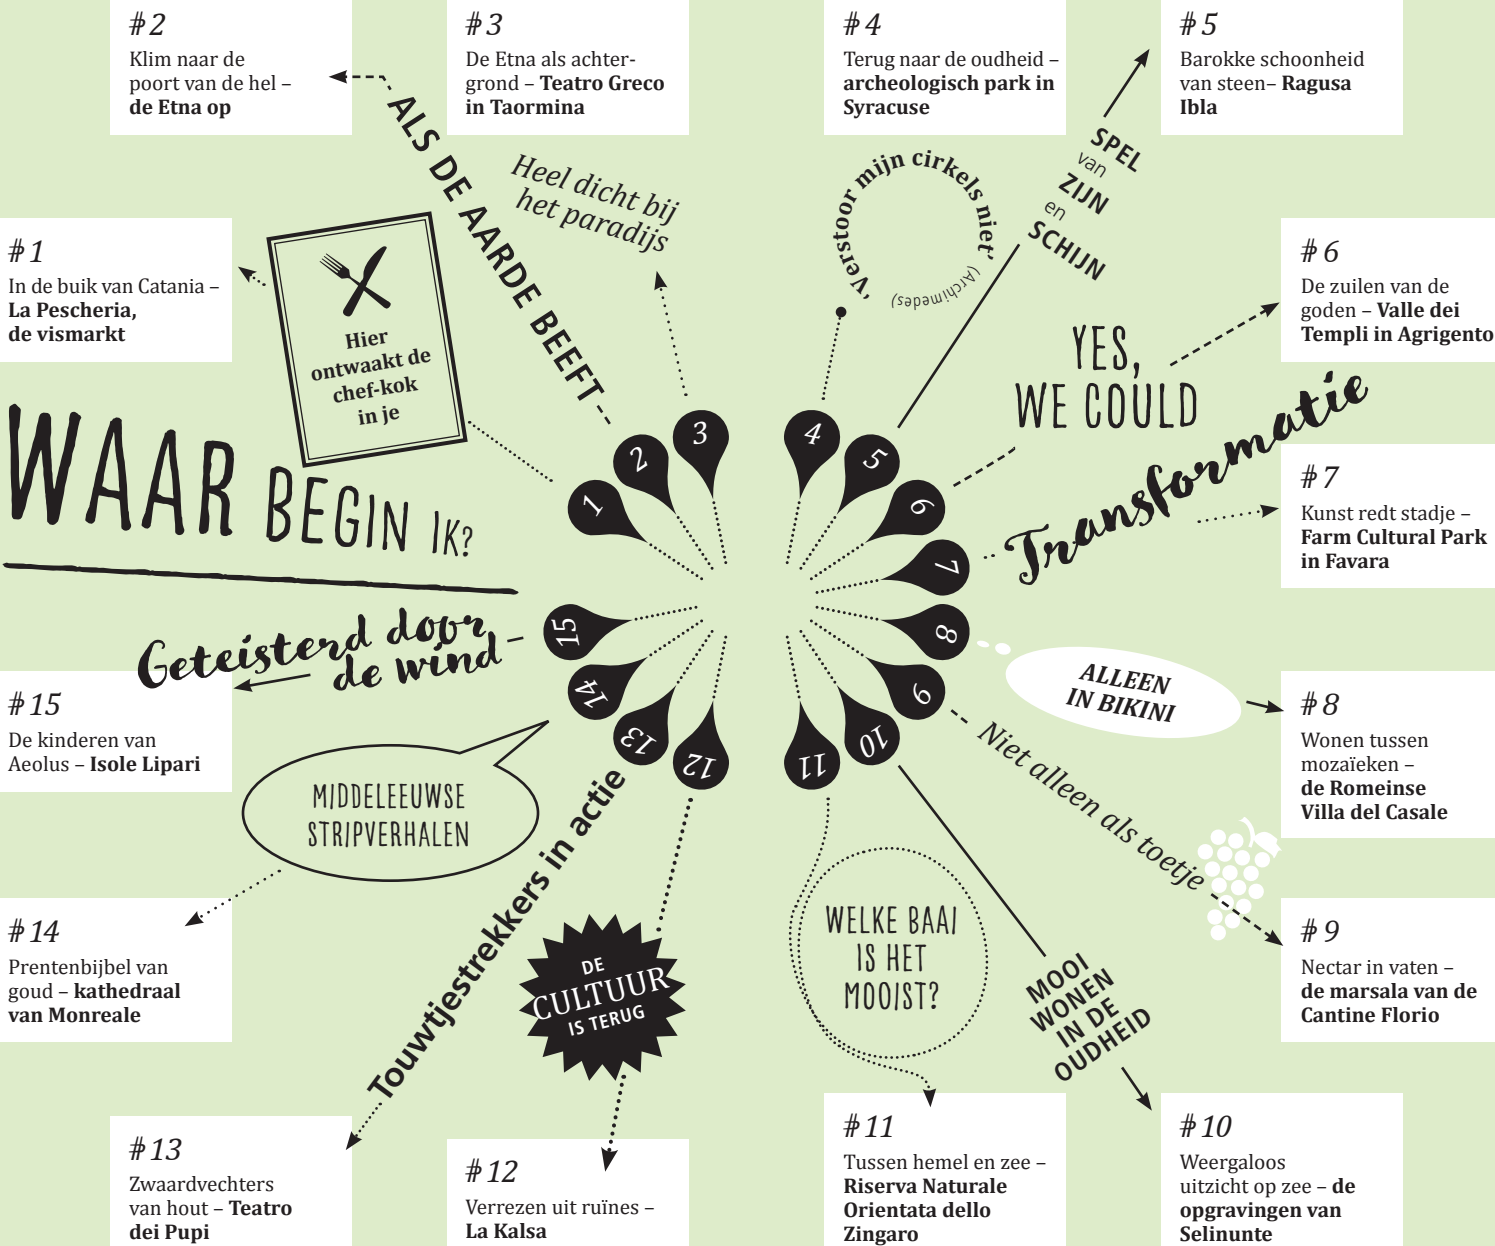 #2
Klim naar de
poort van de hel –
de Etna op
#3
De Etna als achter-
grond – Teatro Greco
in Taormina
#4
Terug naar de oudheid –
archeologisch park in
Syracuse
#5
Barokke schoonheid
van steen– Ragusa
Ibla
ALS DE AARDE BEEFT
Heel dicht bij
het paradijs
‘Verstoor mijn cirkels niet’
(Archimedes)
SPEL
van
ZIJN
en
SCHIJN
#1
In de buik van Catania –
La Pescheria,
de vismarkt
Hier
ontwaakt de
chef-kok
in je
YES,
WE COULD
#6
De zuilen van de
goden – Valle dei
Templi in Agrigento
WAAR BEGIN IK?
Transformatie
#7
Kunst redt stadje –
Farm Cultural Park
in Favara
1
2
3
4
5
6
7
8
9
10
11
12
13
14
15
Geteisterd door
de wind
#15
De kinderen van
Aeolus – Isole Lipari
ALLEEN
IN BIKINI
#8
Wonen tussen
mozaïeken –
de Romeinse
Villa del Casale
MIDDELEEUWSE
STRIPVERHALEN
Niet alleen als toetje
#14
Prentenbijbel van
goud – kathedraal
van Monreale
Touwtjestrekkers in actie
DE
CULTUUR
IS TERUG
WELKE BAAI
IS HET
MOOIST?
MOOI
WONEN
IN DE
OUDHEID
#9
Nectar in vaten –
de marsala van de
Cantine Florio
#13
Zwaardvechters
van hout – Teatro
dei Pupi
#12
Verrezen uit ruïnes –
La Kalsa
#11
Tussen hemel en zee –
Riserva Naturale
Orientata dello
Zingaro
#10
Weergaloos
uitzicht op zee – de
opgravingen van
Selinunte